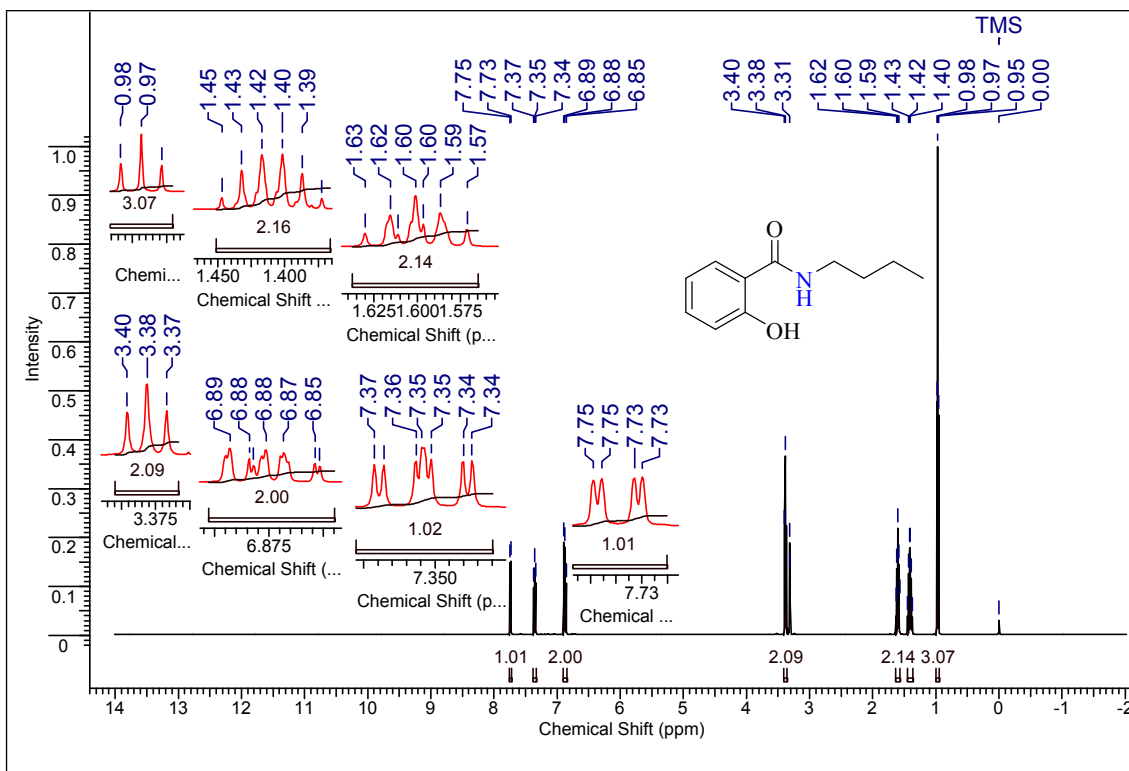 TMS
7.75 7.73 7.37 7.35 7.34 6.89 6.88 6.85 3.40 3.38 3.31 1.62 1.60 1.59 1.43 1.42 1.40 0.98 0.97 0.95 0.00
0.98 0.97
3.07
Chemi...
1.45 1.43 1.42 1.40 1.39
2.16
1.450 1.400
Chemical Shift ...
1.63 1.62 1.60 1.60 1.59 1.57
2.14
1.625 1.600 1.575
Chemical Shift (p...
O
N
H
OH
3.40 3.38 3.37
2.09
3.375
Chemical...
6.89 6.88 6.88 6.87 6.85
2.00
6.875
Chemical Shift (...
7.37 7.36 7.35 7.35 7.34 7.34
1.02
7.350
Chemical Shift (p...
7.75 7.75 7.73 7.73
1.01
7.73
Chemical ...
Intensity
1.0
0.9
0.8
0.7
0.6
0.5
0.4
0.3
0.2
0.1
0
1.01 2.00 2.09 2.14 3.07
14 13 12 11 10 9 8 7 6 5 4 3 2 1 0 -1 -2
Chemical Shift (ppm)